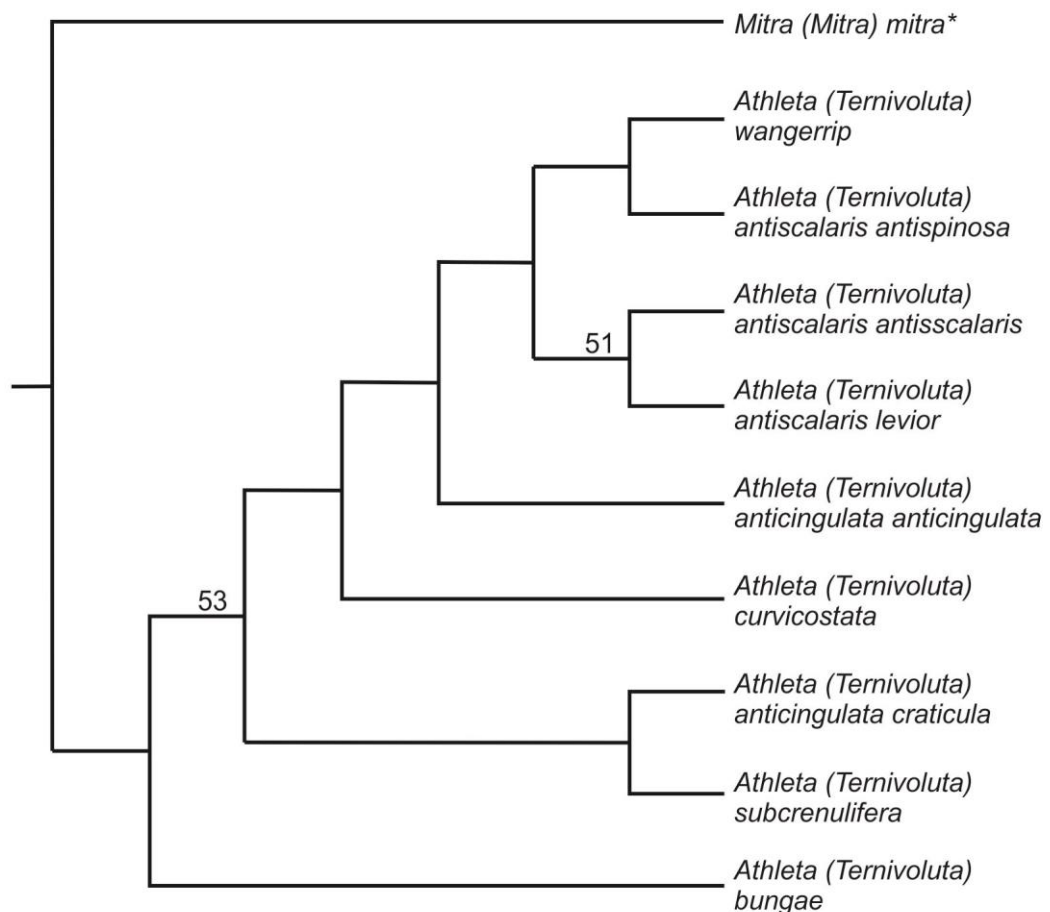 Mitra (Mitra) mitra*
Athleta (Ternivoluta)
wangerrip
Athleta (Ternivoluta)
antiscalaris antispinosa
Athleta (Ternivoluta)
antiscalaris antisscalaris
51
Athleta (Ternivoluta)
antiscalaris levior
Athleta (Ternivoluta)
anticingulata anticingulata
53
Athleta (Ternivoluta)
curvicostata
Athleta (Ternivoluta)
anticingulata craticula
Athleta (Ternivoluta)
subcrenulifera
Athleta (Ternivoluta)
bungae